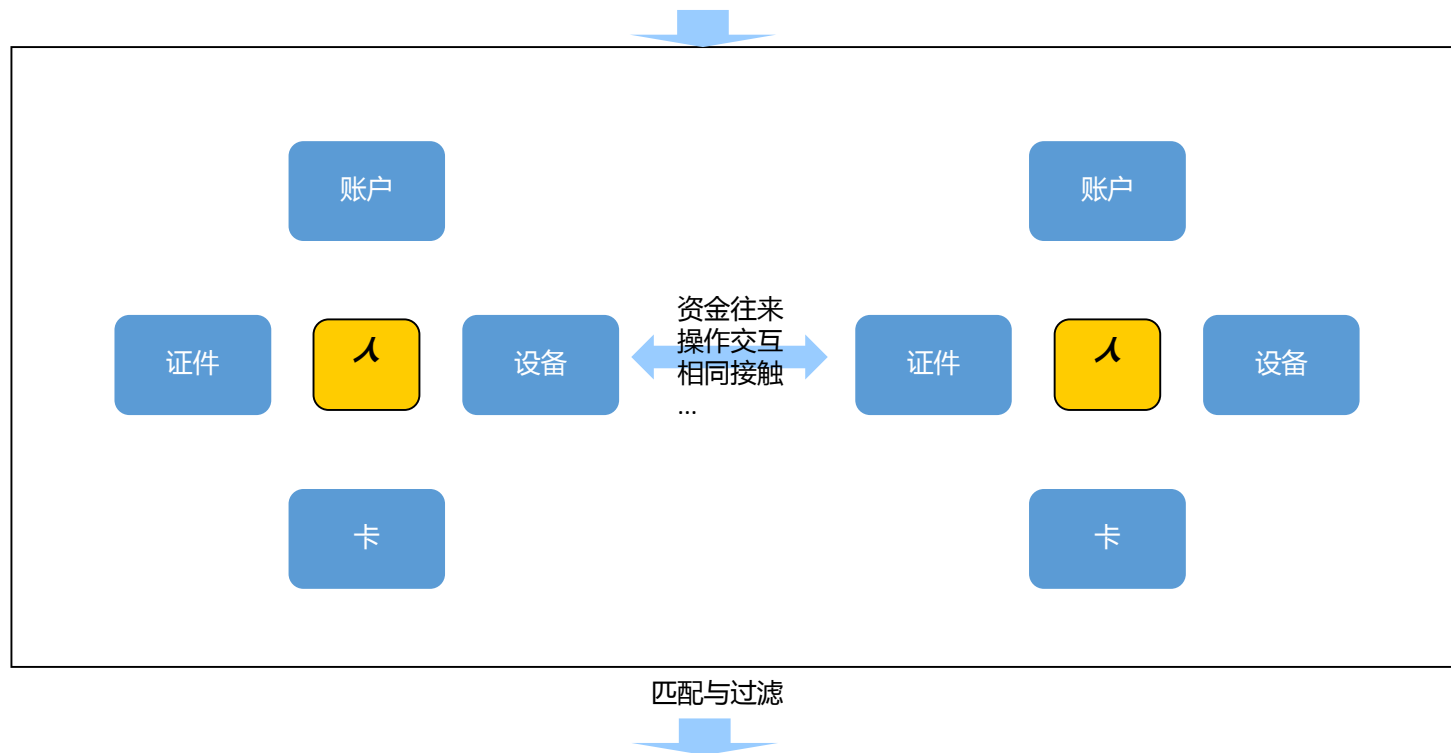 账户
账户
证件
人
设备
资金往来
操作交互
相同接触
...
证件
人
设备
卡
卡
匹配与过滤